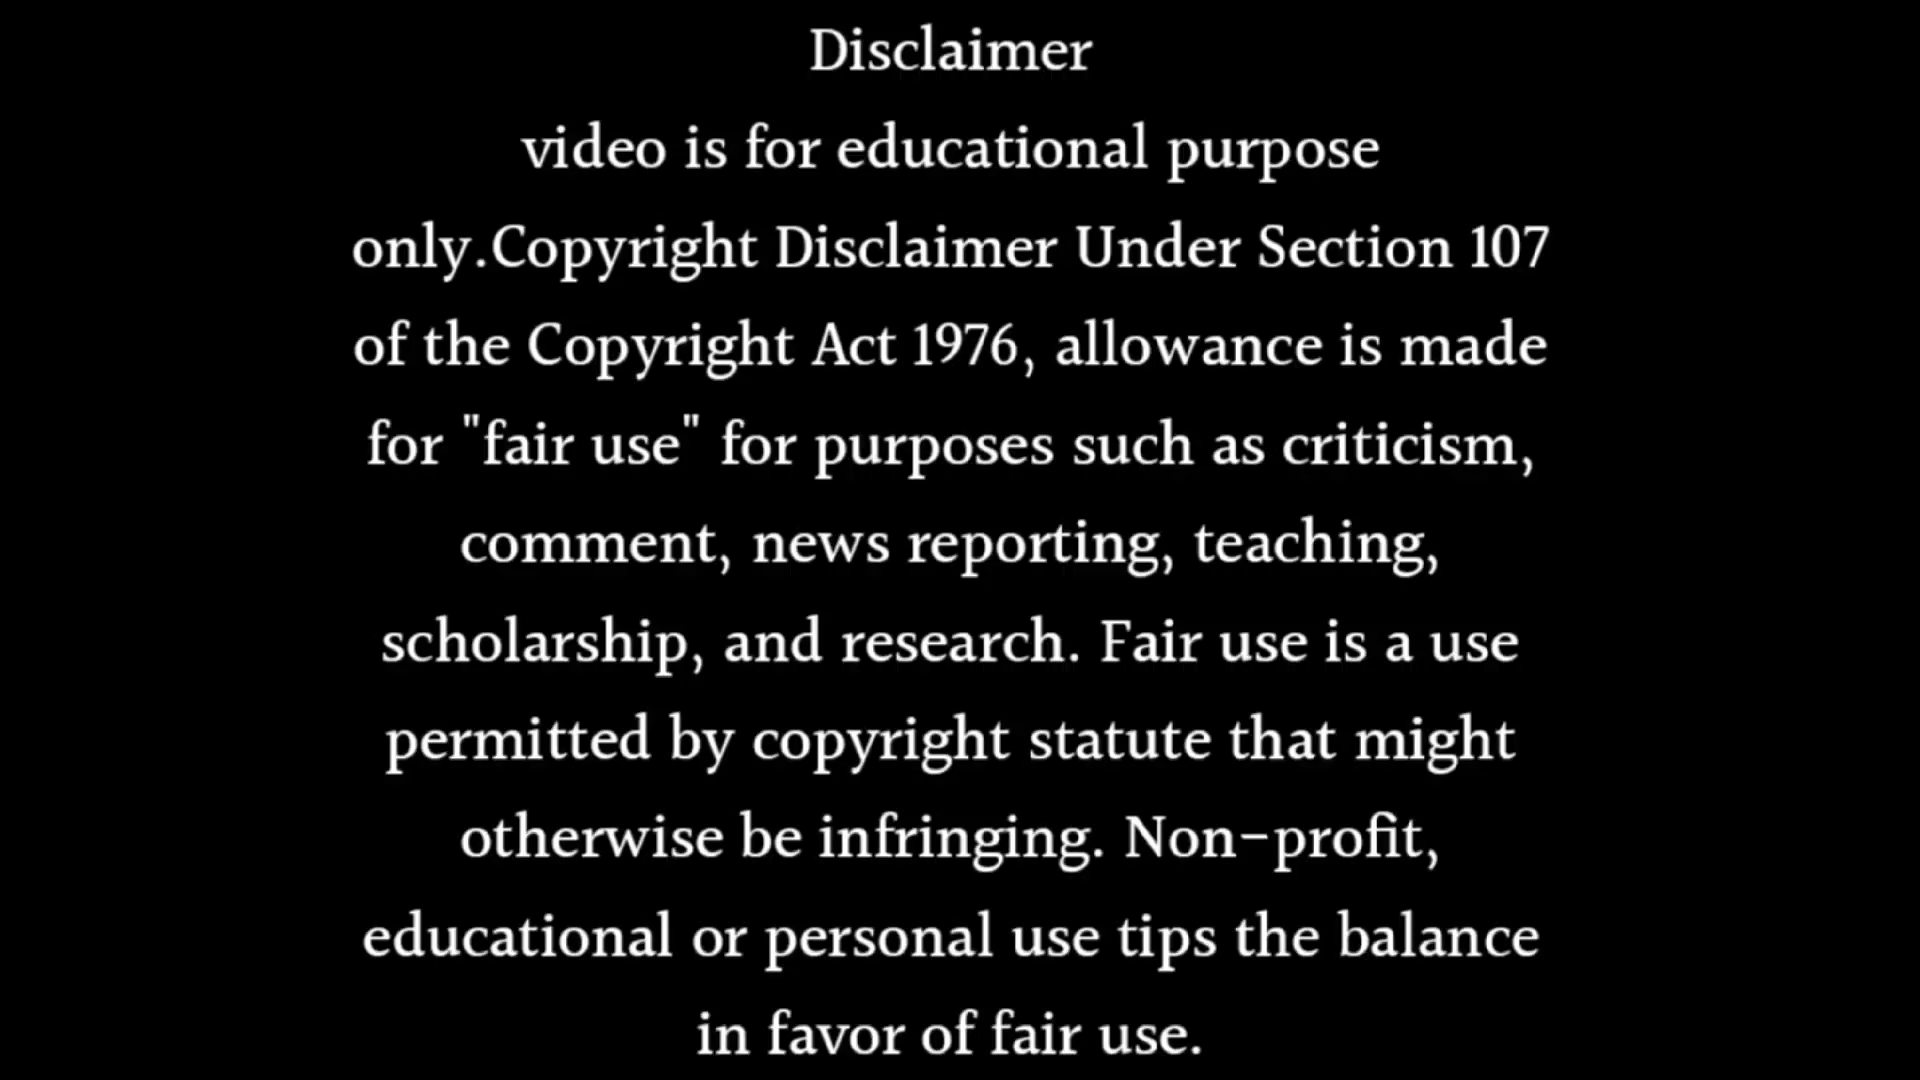 Disclaimer
video is for educational purpose
only.Copyright Disclaimer Under Section 107
of the Copyright Act 1976, allowance is made
for "fair use" for purposes such as criticism,
comment, news reporting, teaching,
scholarship, and research. Fair use is a use
permitted by copyright statute that might
otherwise be infringing. Non-profit,
educational or personal use tips the balance
in favor of fair use.